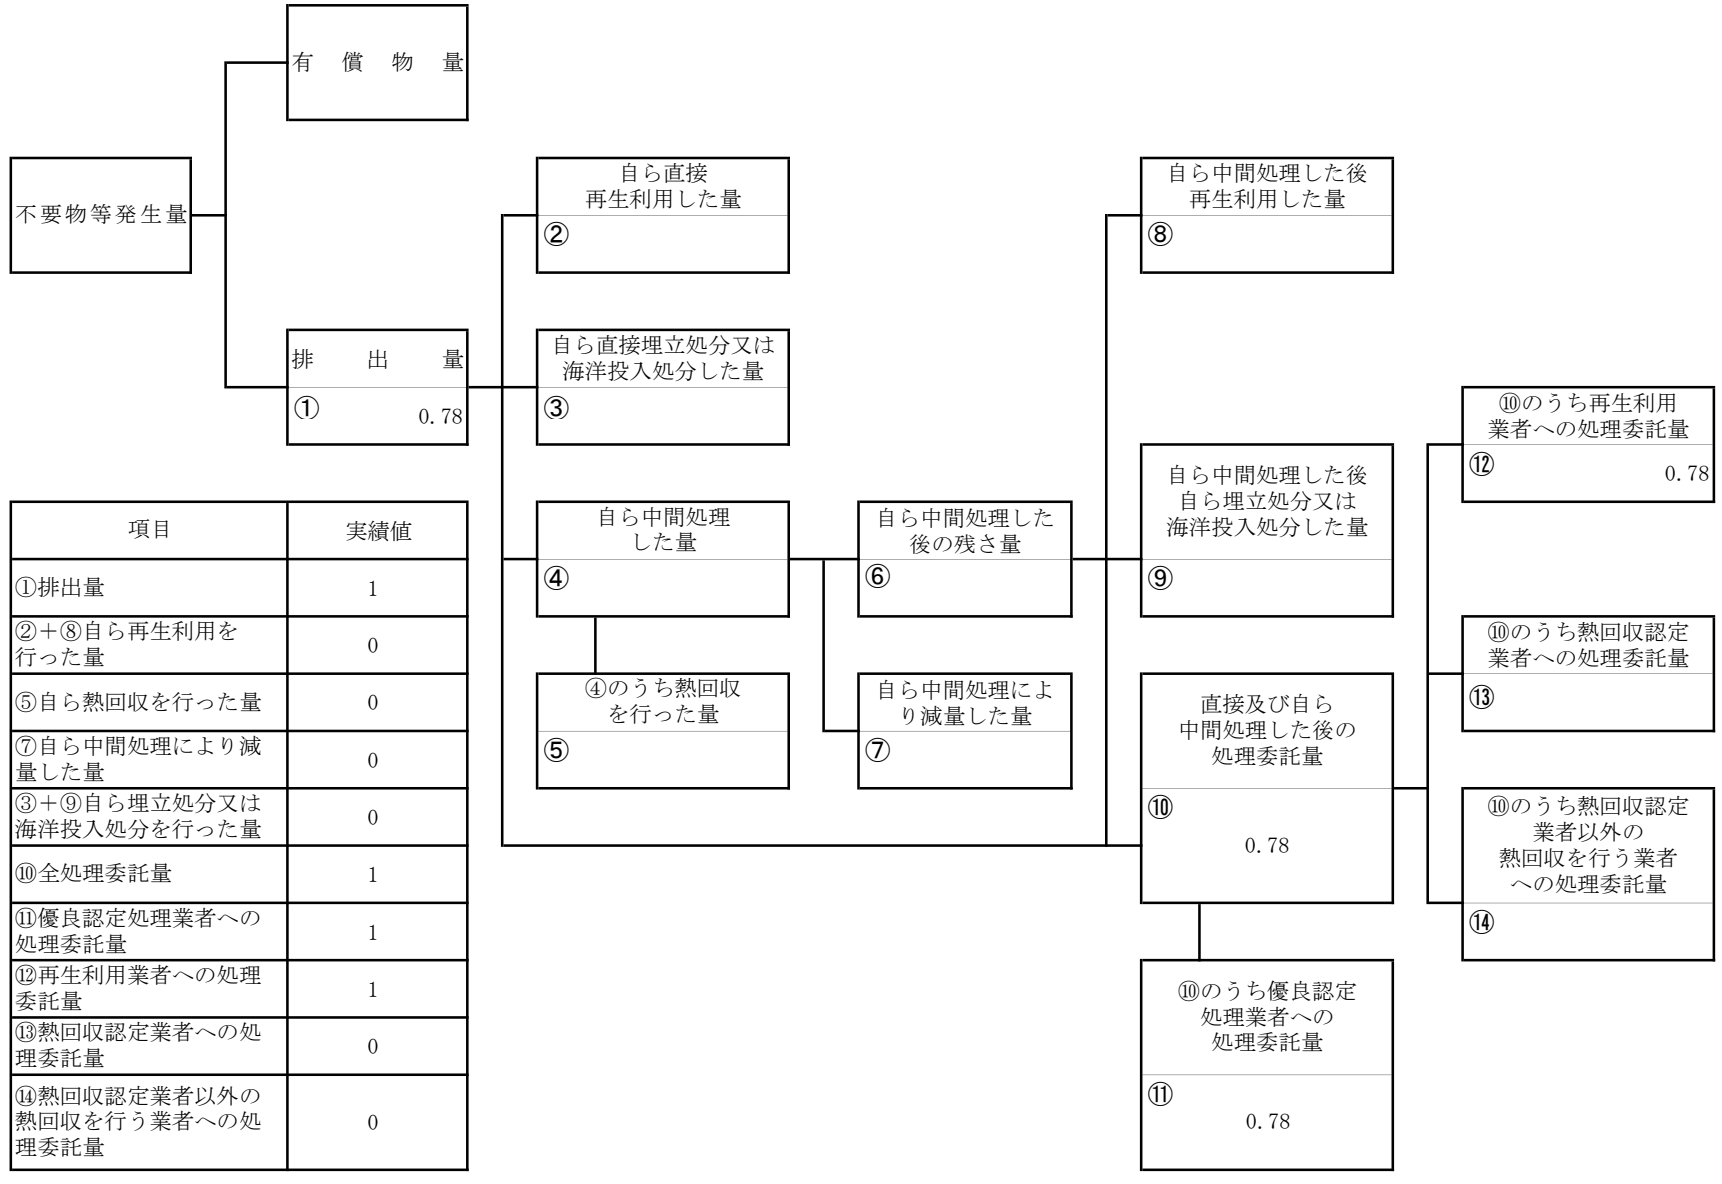 有償物量
不要物等発生量
自ら直接
再生利用した量
②
自ら中間処理した後
再生利用した量
⑧
排出量
①
0.78
自ら直接埋立処分又は
海洋投入処分した量
③
⑩のうち再生利用
業者への処理委託量
⑫
0.78
自ら中間処理した後
自ら埋立処分又は
海洋投入処分した量
⑨
自ら中間処理
した量
④
自ら中間処理した
後の残さ量
⑥
⑩のうち熱回収認定
業者への処理委託量
⑬
④のうち熱回収
を行った量
⑤
自ら中間処理によ
り減量した量
⑦
直接及び自ら
中間処理した後の
処理委託量
⑩
0.78
⑩のうち熱回収認定
業者以外の
熱回収を行う業者
への処理委託量
⑭
⑩のうち優良認定
処理業者への
処理委託量
⑪
0.78
項目 実績値
①排出量 1
②＋⑧自ら再生利用を
行った量 0
⑤自ら熱回収を行った量 0
⑦自ら中間処理により減
量した量 0
③＋⑨自ら埋立処分又は
海洋投入処分を行った量 0
⑩全処理委託量 1
⑪優良認定処理業者への
処理委託量 1
⑫再生利用業者への処理
委託量 1
⑬熱回収認定業者への処
理委託量 0
⑭熱回収認定業者以外の
熱回収を行う業者への処
理委託量 0